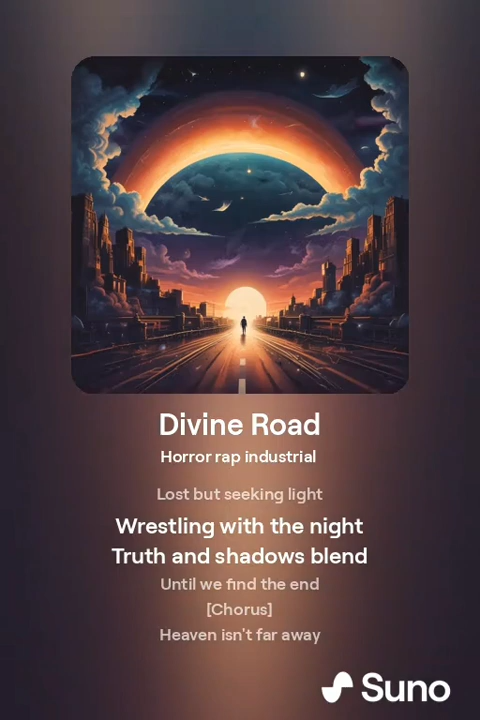 Divine Road
Horror rap industrial
Lost but seeking light
Wrestling with the night
Truth and shadows blend
Until we find the end
[Chorus]
Heaven isn't far away
Suno